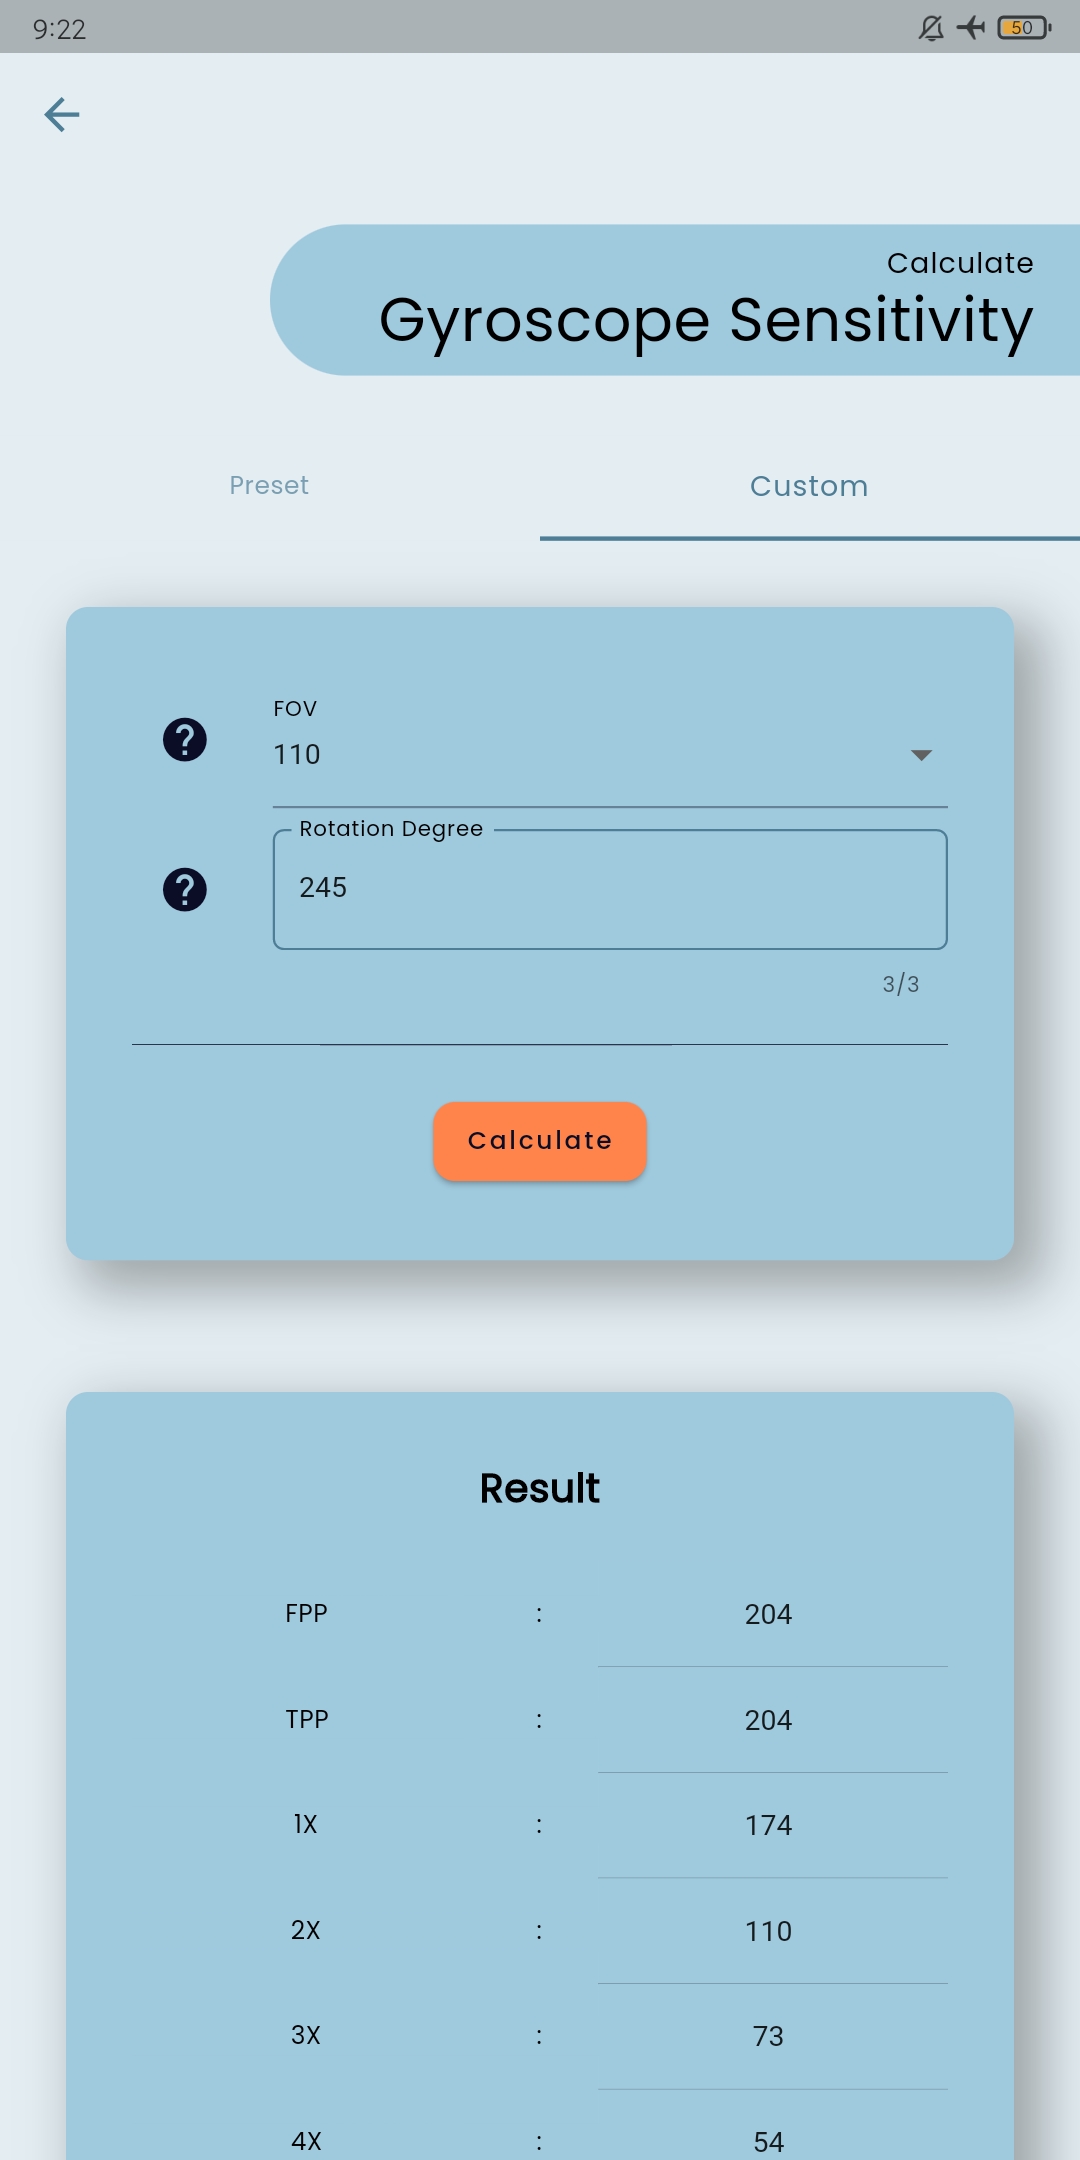 9:22
50
Calculate
Gyroscope Sensitivity
Preset
Custom
FOV
110
Rotation Degree
245
3/3
Calculate
Result
FPP : 204
TPP : 204
1X : 174
2X : 110
3X : 73
4X : 54